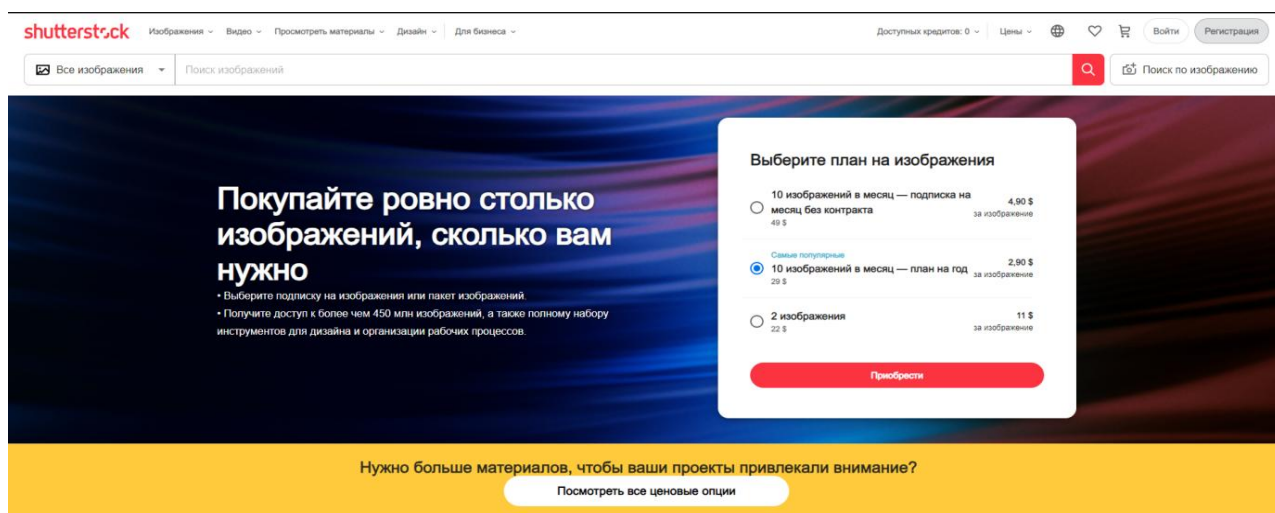 shutterstock
Изображения Видео Просмотреть материалы Дизайн Для бизнеса
Доступных кредитов: 0 Цены Войти Регистрация
Все изображения Поиск изображений Поиск по изображению
Покупайте ровно столько
изображений, сколько вам
нужно
• Выберите подписку на изображения или пакет изображений.
• Получите доступ к более чем 450 млн изображений, а также полному набору
инструментов для дизайна и организации рабочих процессов.
Выберите план на изображения
10 изображений в месяц — подписка на
месяц без контракта
49 $
4,90 $
за изображение
Самые популярные
10 изображений в месяц — план на год
29 $
2,90 $
за изображение
2 изображения
22 $
11 $
за изображение
Приобрести
Нужно больше материалов, чтобы ваши проекты привлекали внимание?
Посмотреть все ценовые опции